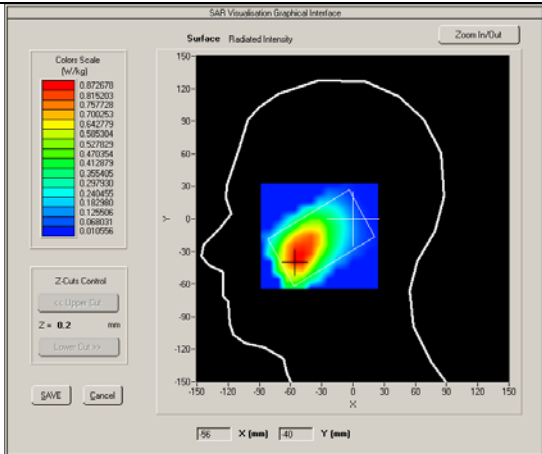 SAR Visualisation Graphical Interface
Surface Radiated Intensity
Zoom In/Out
Colors Scale
(W/kg)
0.872678
0.815203
0.757728
0.700253
0.642779
0.585304
0.527829
0.470354
0.412879
0.355405
0.297930
0.240455
0.182980
0.125506
0.068031
0.010556
Z-Cuts Control
<< Upper Cut
Z = 0.2 mm
Lower Cut >>
SAVE
Cancel
150
120
90
60
30
0
-30
-60
-90
-120
-150
Y
-150 -120 -90 -60 -30 0 30 60 90 120 150
X
-56 X (mm) -40 Y (mm)